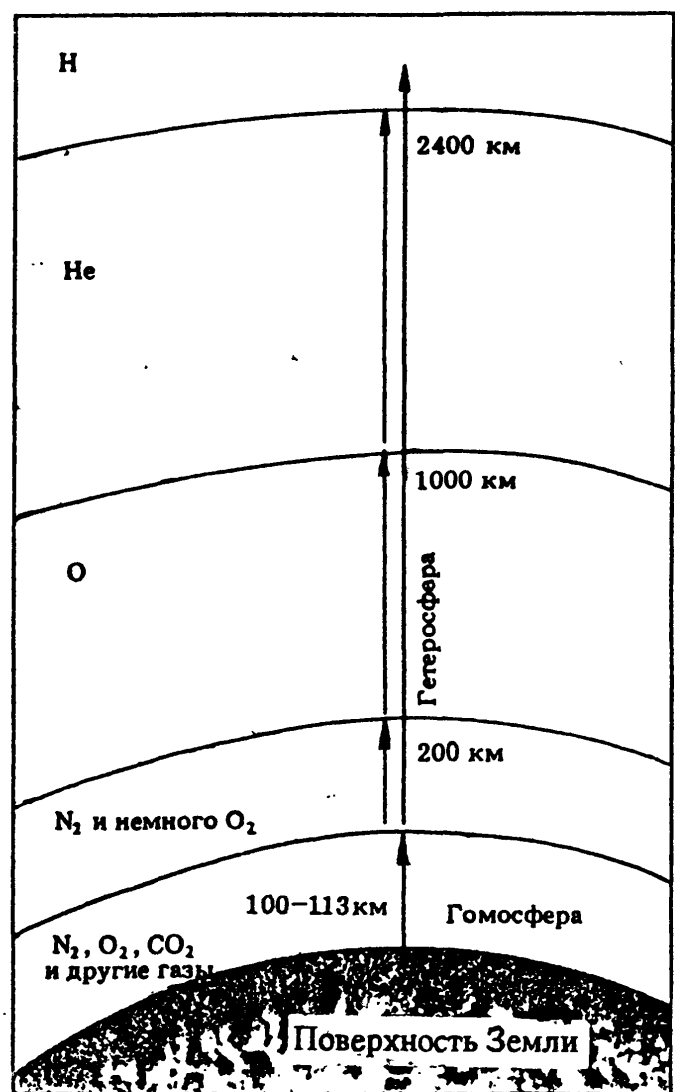 H
2400 км
He
1000 км
O
Гетеросфера
200 км
N₂ и немного O₂
100–113км
Гомосфера
N₂, O₂, CO₂
и другие газы
Поверхность Земли